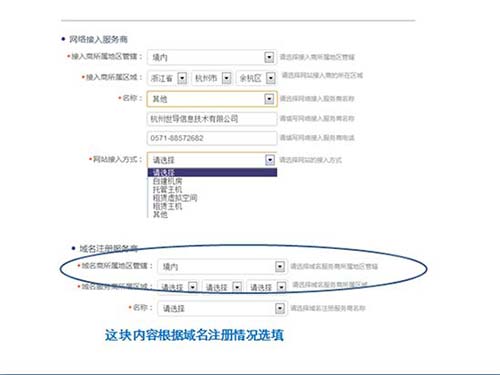 网络接入服务商
*接入商所属地区管辖： 境内 请选择接入商所属地区管辖
*接入商所属区域： 浙江省 杭州市 余杭区 请选择网站接入商的所在区域
*名称： 其他 请选择网络接入服务商名称
杭州世导信息技术有限公司 请填写网络接入服务商名称
0571-88572682 请填写网络接入服务商电话
*网站接入方式： 请选择 请选择网站的接入方式
请选择
自建机房
托管主机
租赁虚拟空间
租赁主机
其他
域名注册服务商
*域名商所属地区管辖： 境内 请选择域名服务商所属地区管辖
*域名服务商所属区域： 请选择 请选择 请选择 请选择域名服务商所属区域
*名称： 请选择 请选择域名注册服务商名称
这块内容根据域名注册情况选填